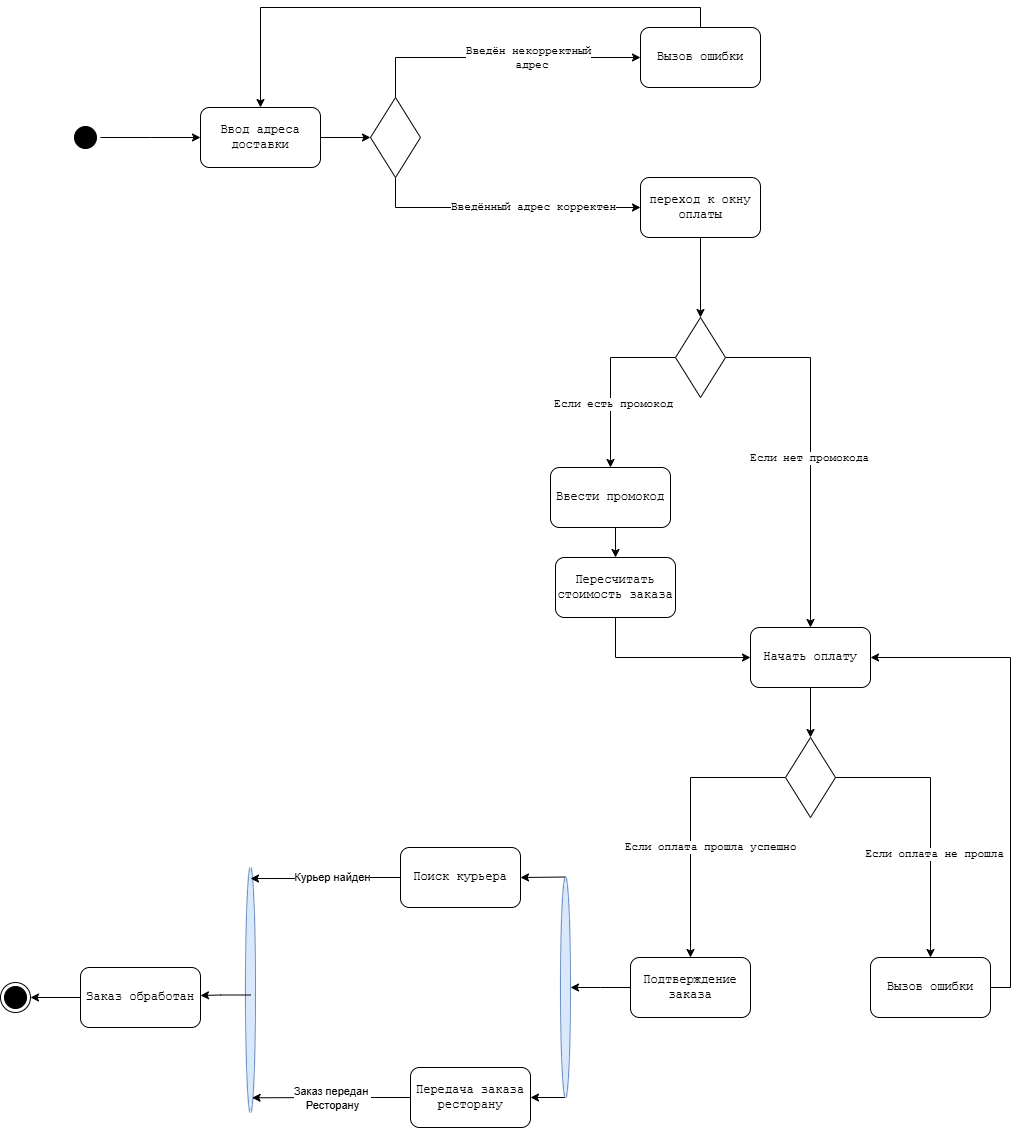 Введён некорректный
адрес
Вызов ошибки
Ввод адреса
доставки
Введённый адрес корректен
переход к окну
оплаты
Если есть промокод
Если нет промокода
Ввести промокод
Пересчитать
стоимость заказа
Начать оплату
Если оплата прошла успешно
Если оплата не прошла
Поиск курьера
Курьер найден
Подтверждение
заказа
Вызов ошибки
Заказ обработан
Передача заказа
ресторану
Заказ передан
Ресторану